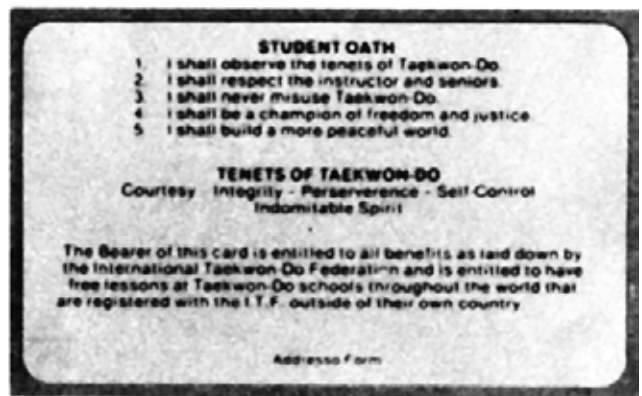 STUDENT OATH
1. I shall observe the tenets of Taekwon-Do.
2. I shall respect the instructor and seniors.
3. I shall never misuse Taekwon-Do.
4. I shall be a champion of freedom and justice.
5. I shall build a more peaceful world.
TENETS OF TAEKWON-DO
Courtesy - Integrity - Perserverence - Self-Control
Indomitable Spirit
The Bearer of this card is entitled to all benefits as laid down by
the International Taekwon-Do Federation and is entitled to have
free lessons at Taekwon-Do schools throughout the world that
are registered with the I.T.F. outside of their own country
Addresso Form